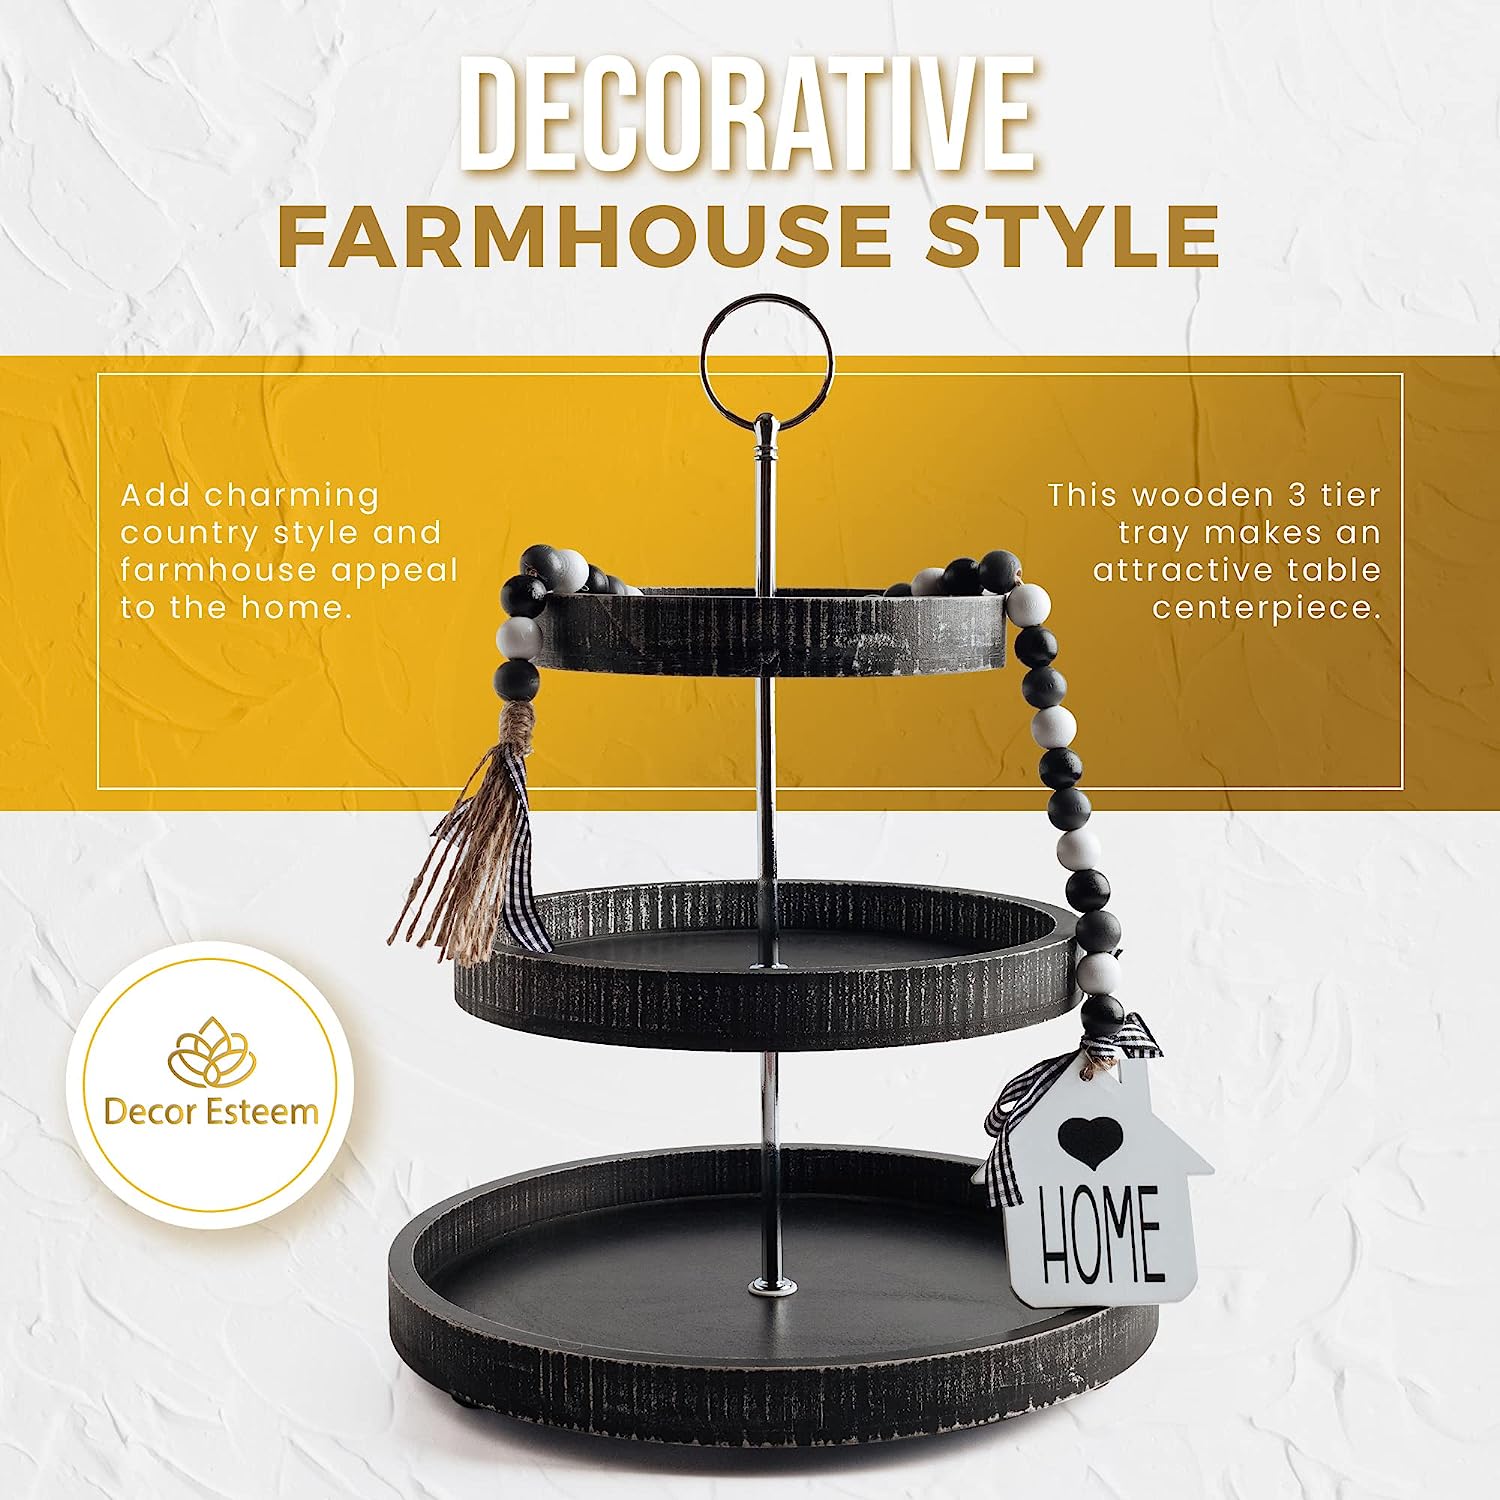 DECORATIVE
FARMHOUSE STYLE
Add charming
country style and
farmhouse appeal
to the home.
This wooden 3 tier
tray makes an
attractive table
centerpiece.
Decor Esteem
HOME